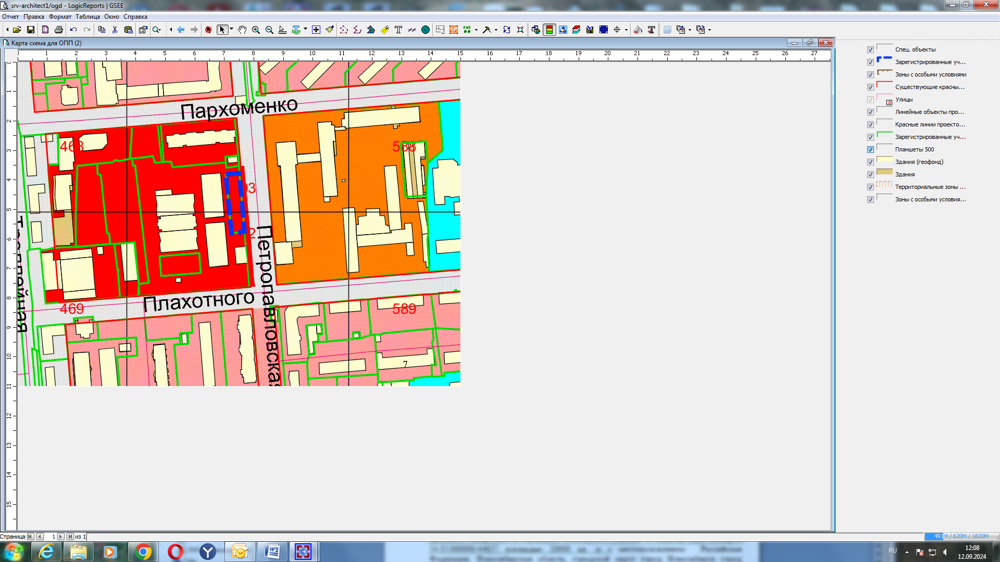 srv-architect1/ogd - LogicReports | GSEE
Отчет Правка Формат Таблица Окно Справка
Карта схема для ОПП (2)
1 2 3 4 5 6 7 8 9 10 11 12 13 14 15 16 17 18 19 20 21 22 23 24 25 26 27
1
2
3
4
5
6
7
8
9
10
11
12
13
14
15
Пархоменко
468
588
03
2
Петропавловская
Плахотного
469
589
7
Спец. объекты
Зарегистрированные уч...
Зоны с особыми условиями
Существующие красны...
Улицы
Линейные объекты про...
Красные линии проекто...
Зарегистрированные уч...
Планшеты 500
Здания (геофонд)
Здания
Территориальные зоны ...
Зоны с особыми условия...
Страница 1 из 1
491M / 620M / 1820M
RU
12:08
12.09.2024